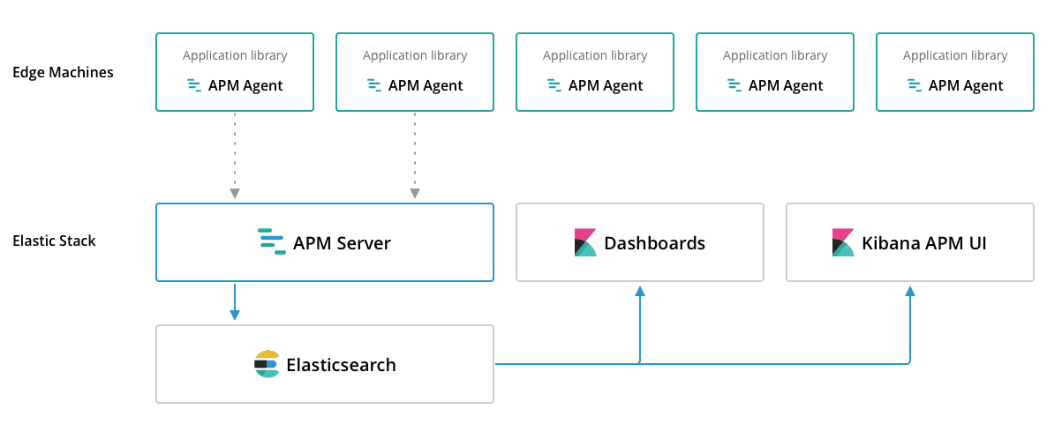 Edge Machines
Application library
APM Agent
Application library
APM Agent
Application library
APM Agent
Application library
APM Agent
Application library
APM Agent
Elastic Stack
APM Server
Dashboards
Kibana APM UI
Elasticsearch